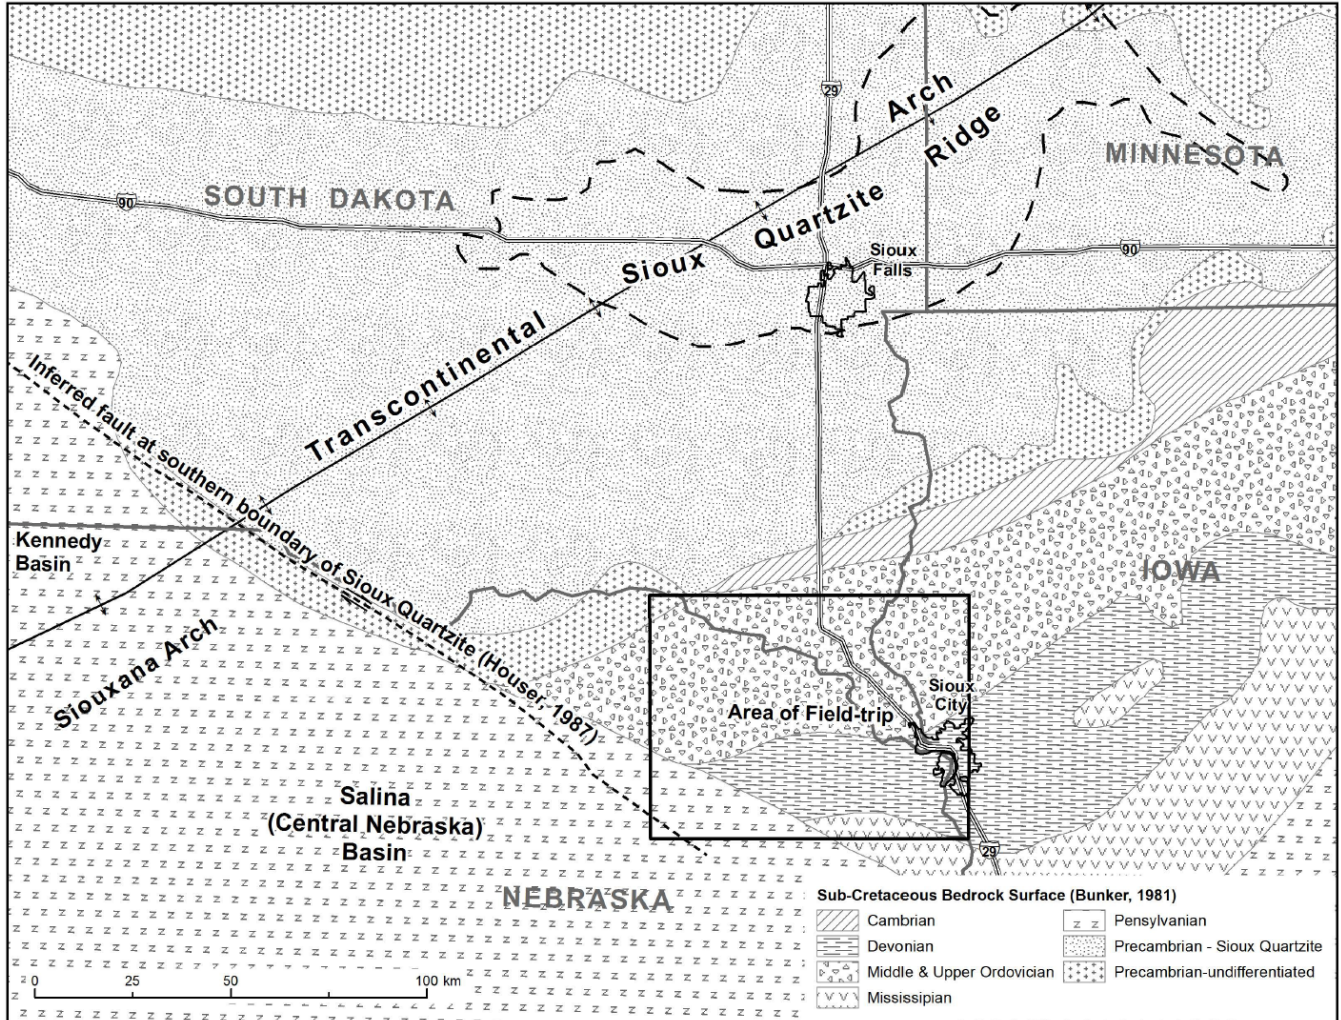 29
Arch
Ridge
MINNESOTA
90
SOUTH DAKOTA
Quartzite
Sioux
Falls
90
Sioux
Transcontinental
Inferred fault at southern boundary of Sioux Quartzite (Houser, 1987)
Kennedy
Basin
IOWA
Siouxana Arch
Sioux
City
Area of Field-trip
Salina
(Central Nebraska)
Basin
29
NEBRASKA
Sub-Cretaceous Bedrock Surface (Bunker, 1981)
Cambrian
Devonian
Middle & Upper Ordovician
Mississipian
Z Pensylvanian
Precambrian - Sioux Quartzite
Precambrian-undifferentiated
0 25 50 100 km